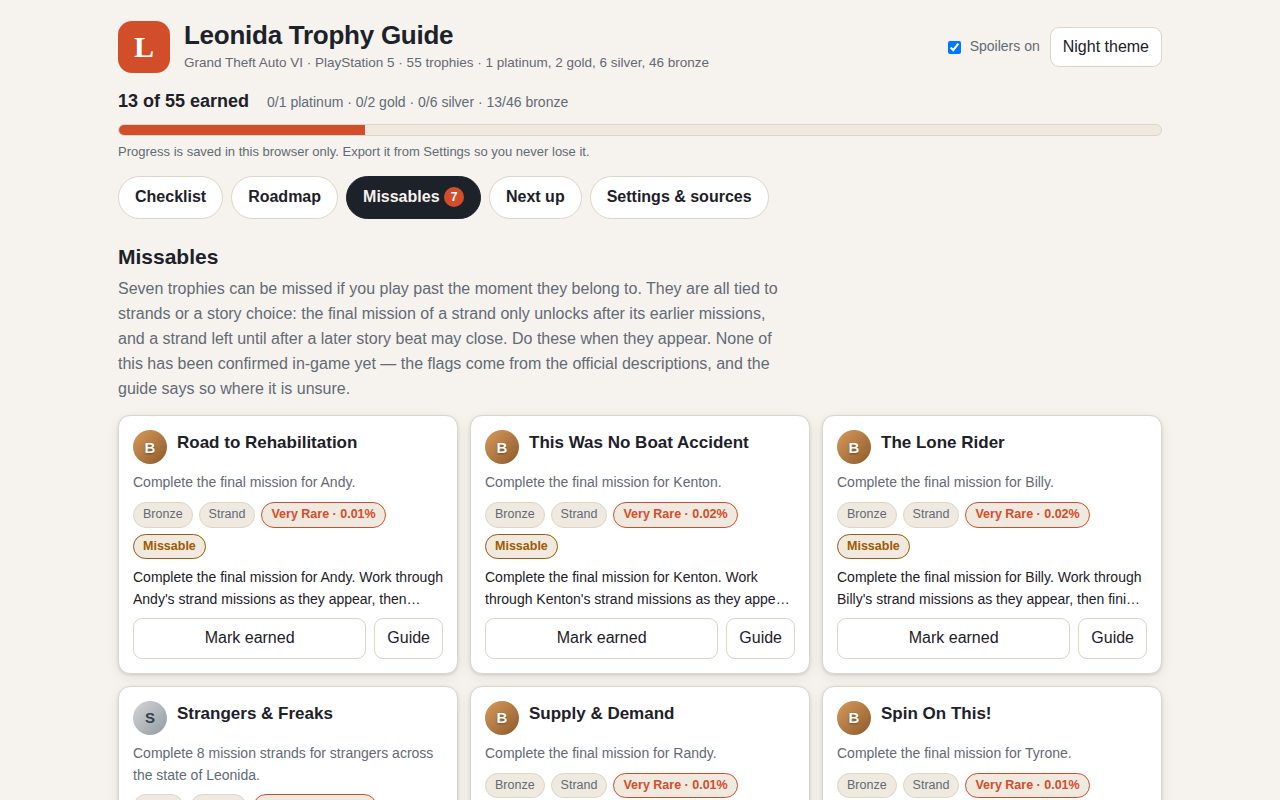 L
Leonida Trophy Guide
Grand Theft Auto VI · PlayStation 5 · 55 trophies · 1 platinum, 2 gold, 6 silver, 46 bronze
Spoilers on
Night theme
13 of 55 earned
0/1 platinum · 0/2 gold · 0/6 silver · 13/46 bronze
Progress is saved in this browser only. Export it from Settings so you never lose it.
Checklist
Roadmap
Missables 7
Next up
Settings & sources
Missables
Seven trophies can be missed if you play past the moment they belong to. They are all tied to
strands or a story choice: the final mission of a strand only unlocks after its earlier missions,
and a strand left until after a later story beat may close. Do these when they appear. None of
this has been confirmed in-game yet — the flags come from the official descriptions, and the
guide says so where it is unsure.
B
Road to Rehabilitation
Complete the final mission for Andy.
Bronze
Strand
Very Rare · 0.01%
Missable
Complete the final mission for Andy. Work through
Andy's strand missions as they appear, then…
Mark earned
Guide
B
This Was No Boat Accident
Complete the final mission for Kenton.
Bronze
Strand
Very Rare · 0.02%
Missable
Complete the final mission for Kenton. Work
through Kenton's strand missions as they appe…
Mark earned
Guide
B
The Lone Rider
Complete the final mission for Billy.
Bronze
Strand
Very Rare · 0.02%
Missable
Complete the final mission for Billy. Work through
Billy's strand missions as they appear, then fini…
Mark earned
Guide
S
Strangers & Freaks
Complete 8 mission strands for strangers across
the state of Leonida.
B
Supply & Demand
Complete the final mission for Randy.
Bronze
Strand
Very Rare · 0.01%
B
Spin On This!
Complete the final mission for Tyrone.
Bronze
Strand
Very Rare · 0.01%